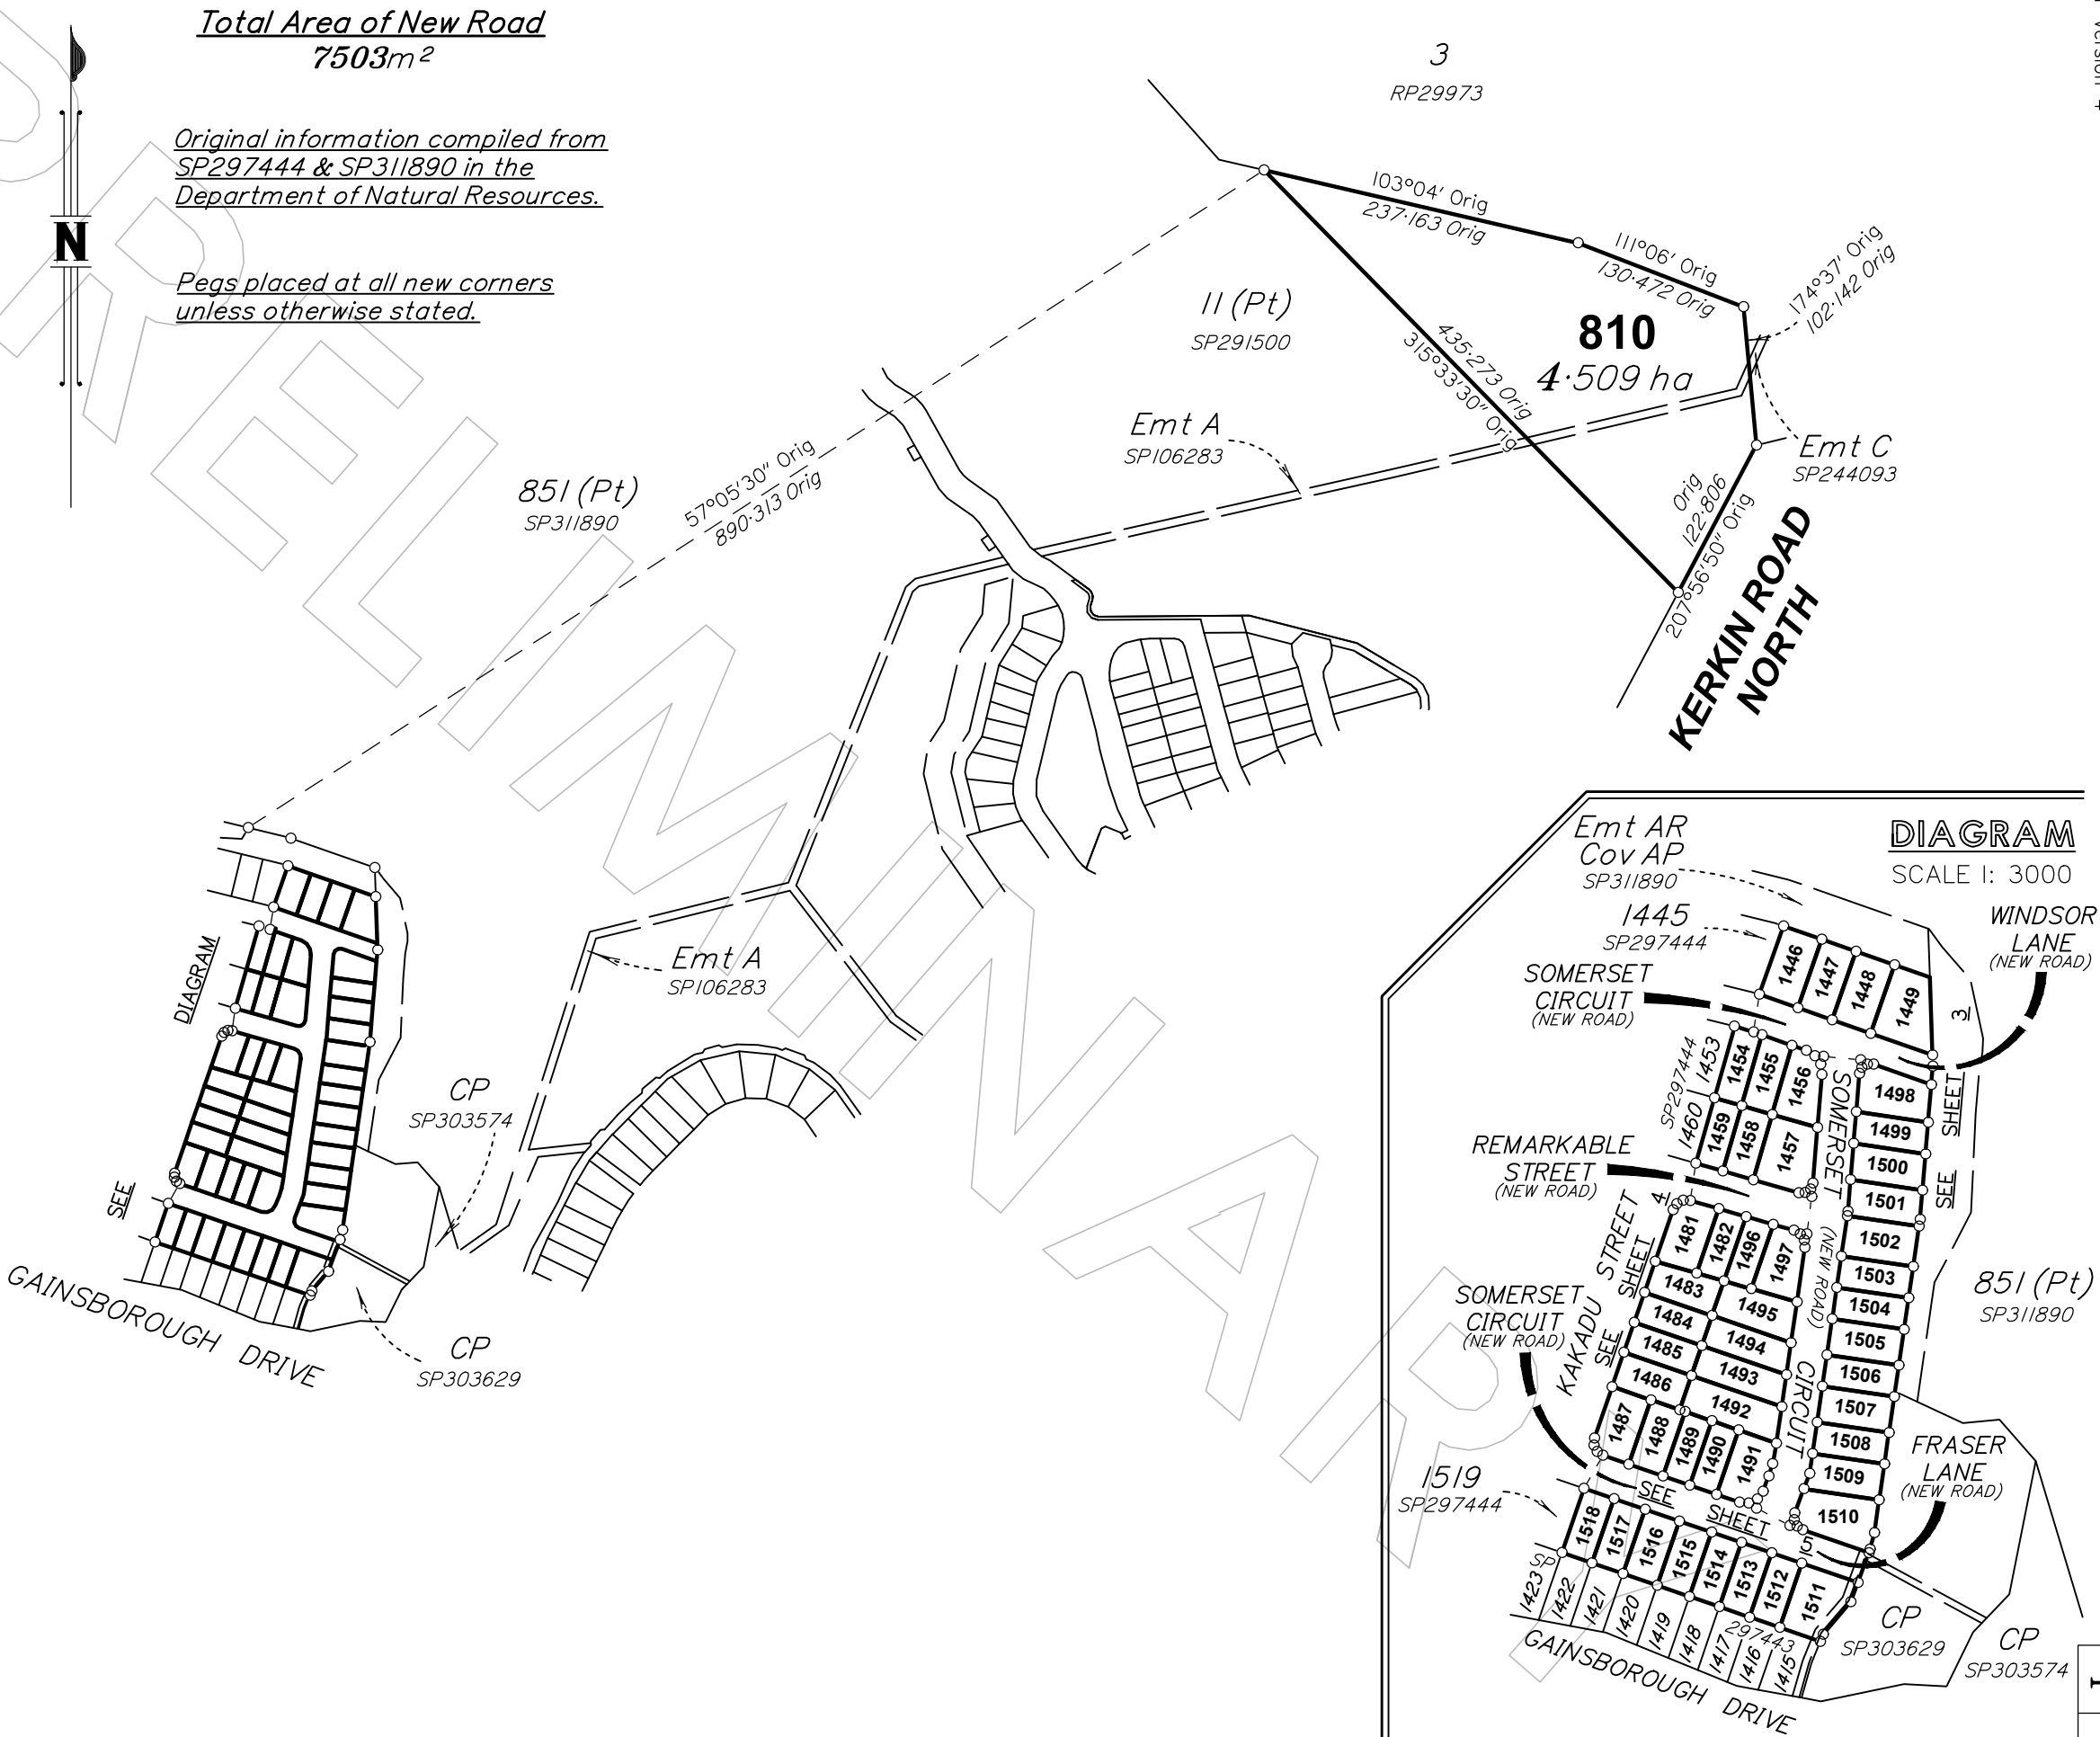 Total Area of New Road
7503m²
Original information compiled from
SP297444 & SP311890 in the
Department of Natural Resources.
N
Pegs placed at all new corners
unless otherwise stated.
3
RP29973
103°04' Orig
237·163 Orig
111°06' Orig
130·472 Orig
174°37' Orig
102·142 Orig
11 (Pt)
SP291500
810
4·509 ha
435·273 Orig
315°33'30" Orig
Emt A
SP106283
Emt C
SP244093
851 (Pt)
SP311890
57°05'30" Orig
890·313 Orig
Orig
122·806
207°56'50" Orig
KERKIN ROAD
NORTH
DIAGRAM
SEE
Emt A
SP106283
CP
SP303574
CP
SP303629
GAINSBOROUGH DRIVE
DIAGRAM
SCALE 1: 3000
Emt AR
Cov AP
SP311890
1445
SP297444
WINDSOR
LANE
(NEW ROAD)
SOMERSET
CIRCUIT
(NEW ROAD)
1446
1447
1448
1449
SEE SHEET 3
SP297444
1453
1454
1455
1456
1460
1459
1458
1457
SOMERSET
(NEW ROAD)
CIRCUIT
1498
1499
1500
1501
1502
1503
1504
1505
1506
1507
1508
1509
1510
REMARKABLE
STREET
(NEW ROAD)
KAKADU STREET
SEE SHEET 4
1481
1482
1496
1497
1483
1495
1484
1494
1485
1493
1486
1492
1487
1488
1489
1490
1491
SOMERSET
CIRCUIT
(NEW ROAD)
851 (Pt)
SP311890
FRASER
LANE
(NEW ROAD)
1519
SP297444
SEE SHEET 5
1518
1517
1516
1515
1514
1513
1512
1511
SP
297443
1423
1422
1421
1420
1419
1418
1417
1416
1415
GAINSBOROUGH DRIVE
CP
SP303629
CP
SP303574
PRELIMINARY